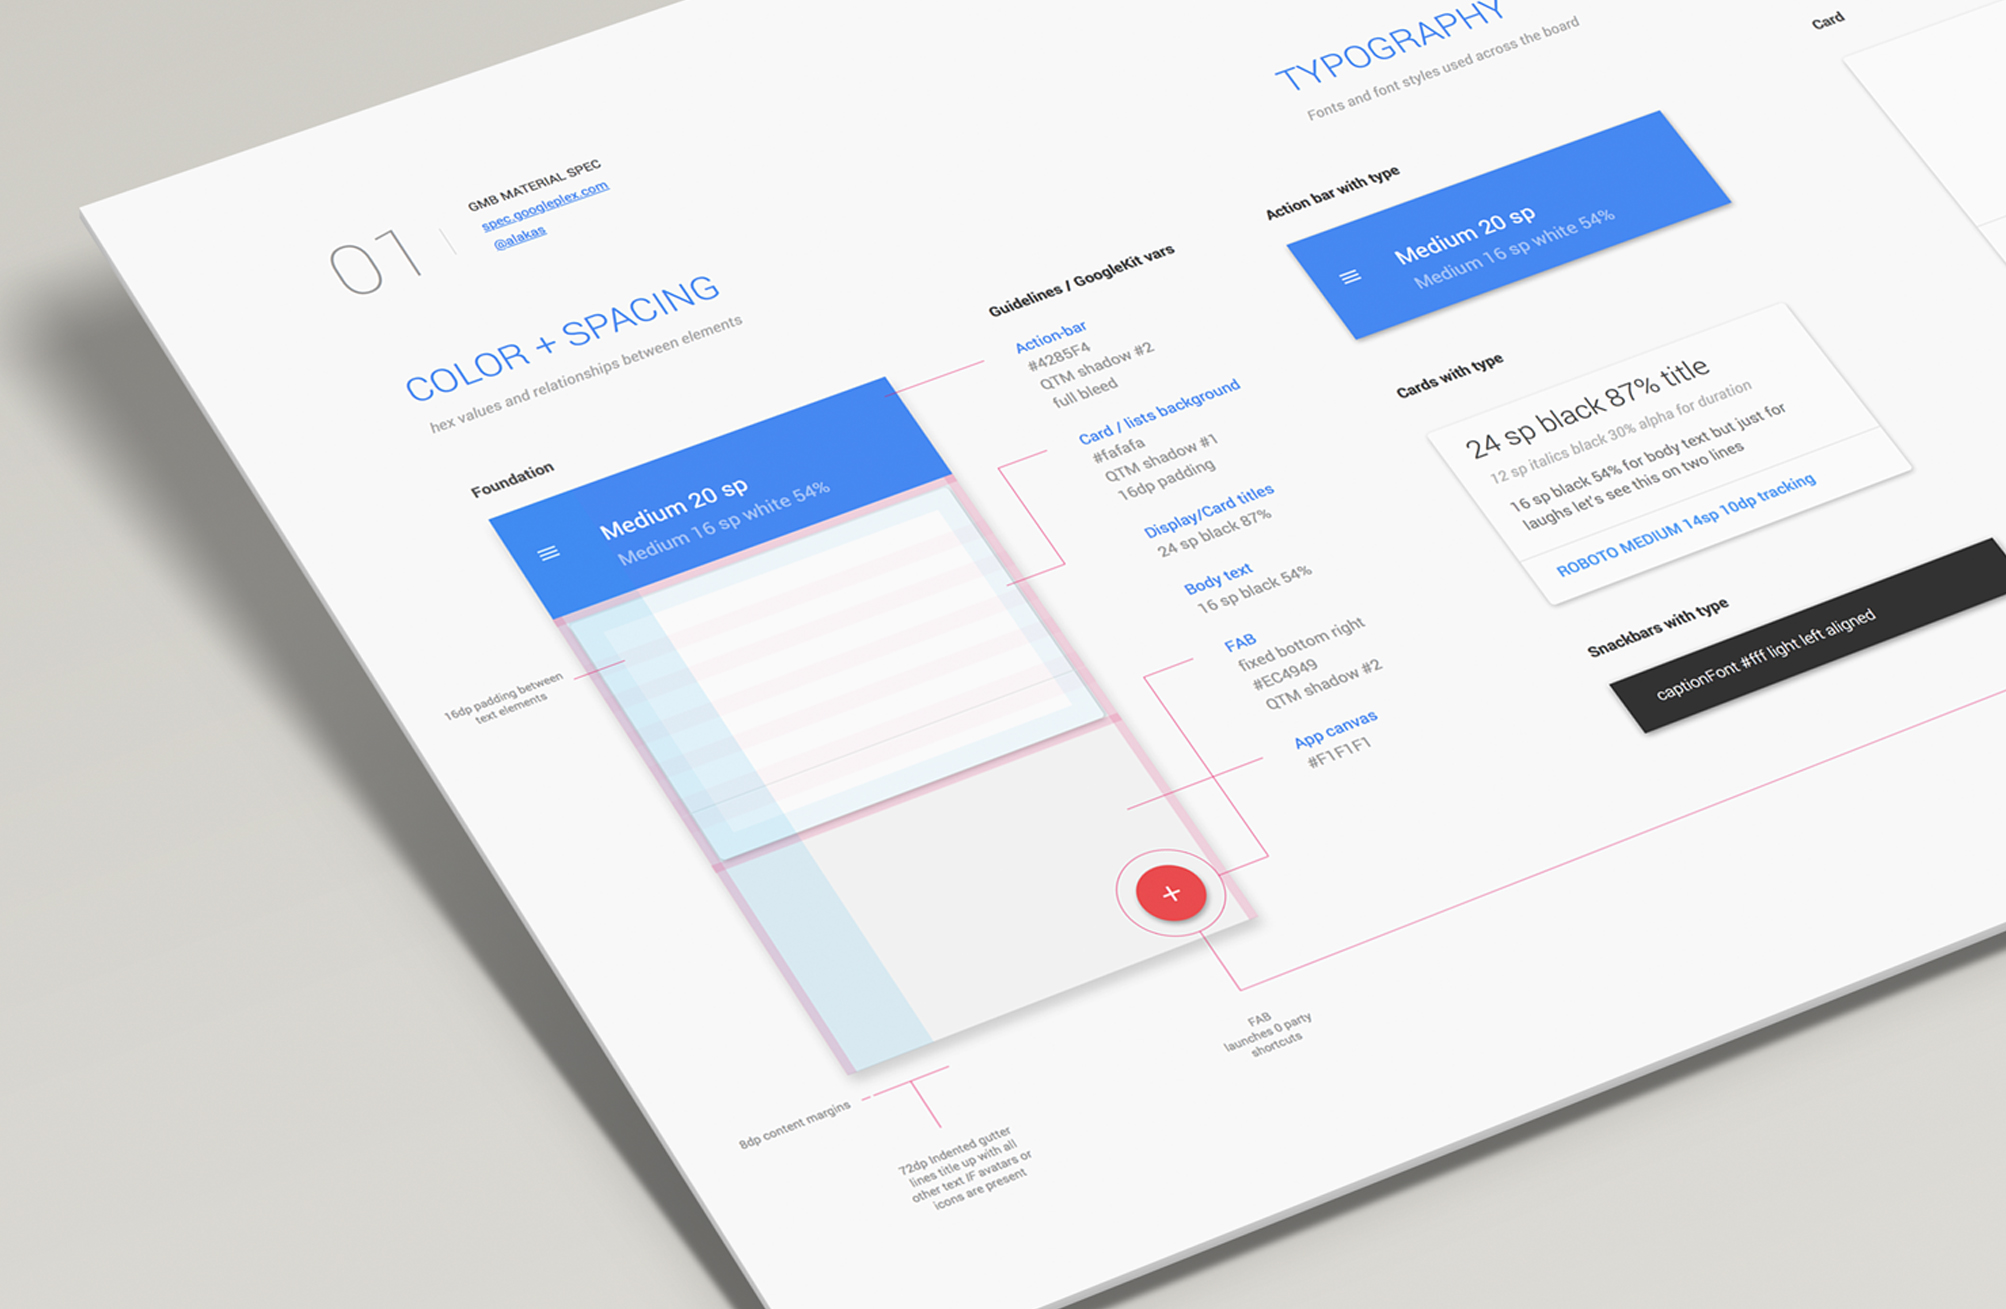 01
GMB MATERIAL SPEC
spec.googleplex.com
@alakas
COLOR + SPACING
hex values and relationships between elements
Foundation
Medium 20 sp
Medium 16 sp white 54%
16dp padding between
text elements
8dp content margins
72dp Indented gutter
lines title up with all
other text IF avatars or
icons are present
FAB
launches 0 party
shortcuts
Guidelines / GoogleKit vars
Action-bar
#4285F4
QTM shadow #2
full bleed
Card / lists background
#fafafa
QTM shadow #1
16dp padding
Display/Card titles
24 sp black 87%
Body text
16 sp black 54%
FAB
fixed bottom right
#EC4949
QTM shadow #2
App canvas
#F1F1F1
TYPOGRAPHY
Fonts and font styles used across the board
Action bar with type
Medium 20 sp
Medium 16 sp white 54%
Cards with type
24 sp black 87% title
12 sp italics black 30% alpha for duration
16 sp black 54% for body text but just for
laughs let's see this on two lines
ROBOTO MEDIUM 14sp 10dp tracking
Snackbars with type
captionFont #fff light left aligned
Card